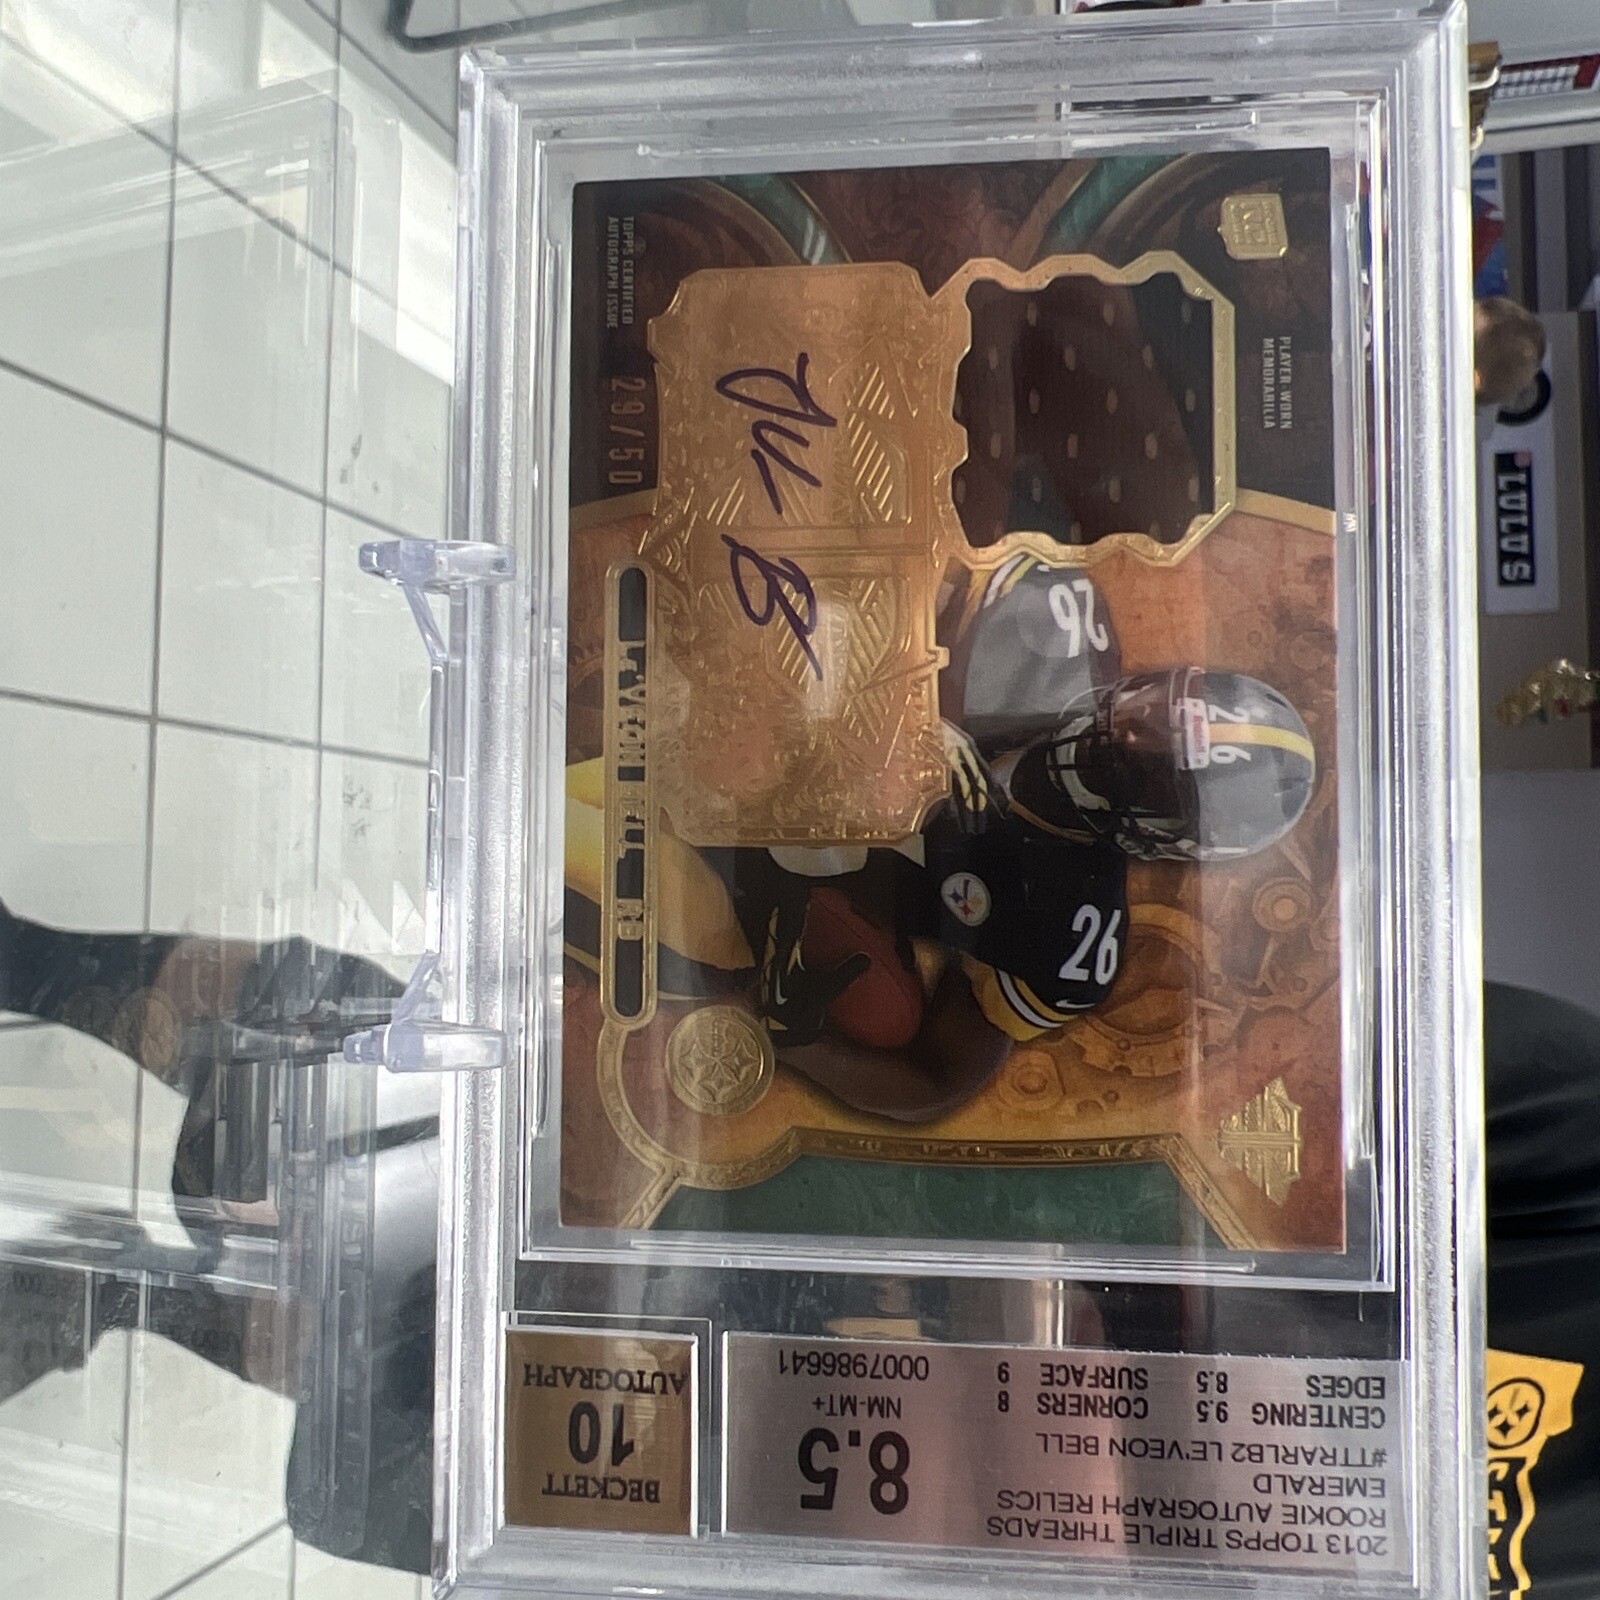 2013 TOPPS TRIPLE THREADS
ROOKIE AUTOGRAPH RELICS
EMERALD
#TTRARLB2 LE'VEON BELL
CENTERING 9.5 CORNERS 8
EDGES 8.5 SURFACE 9
8.5
NM-MT+
0007986641
BECKETT
10
AUTOGRAPH
PLAYER-WORN
MEMORABILIA
26
26
26
LE'VEON BELL RB
29/50
TOPPS CERTIFIED
AUTOGRAPH ISSUE
LULUS